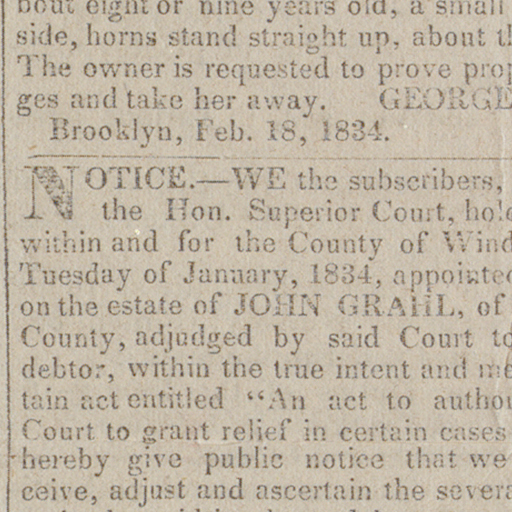 bout eight or nine years old, a small
side, horns stand straight up, about
The owner is requested to prove prop
ges and take her away. GEORGE
Brooklyn, Feb. 18, 1834.
NOTICE.—WE the subscribers,
the Hon. Superior Court, hol
within and for the County of Wind
Tuesday of January, 1834, appointed
on the estate of JOHN GRAHL, of
County, adjudged by said Court to
debtor, within the true intent and me
tain act entitled "An act to author
Court to grant relief in certain cases
hereby give public notice that we
ceive, adjust and ascertain the severa